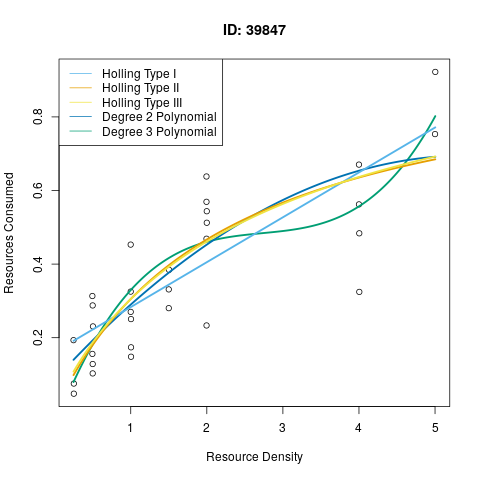 ID: 39847
Holling Type I
Holling Type II
Holling Type III
Degree 2 Polynomial
Degree 3 Polynomial
Resources Consumed
0.8
0.6
0.4
0.2
1 2 3 4 5
Resource Density